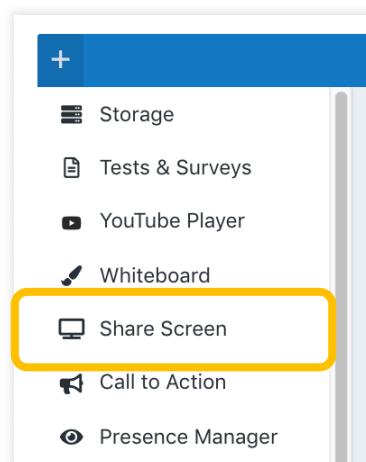 Storage
Tests & Surveys
YouTube Player
Whiteboard
Share Screen
Call to Action
Presence Manager